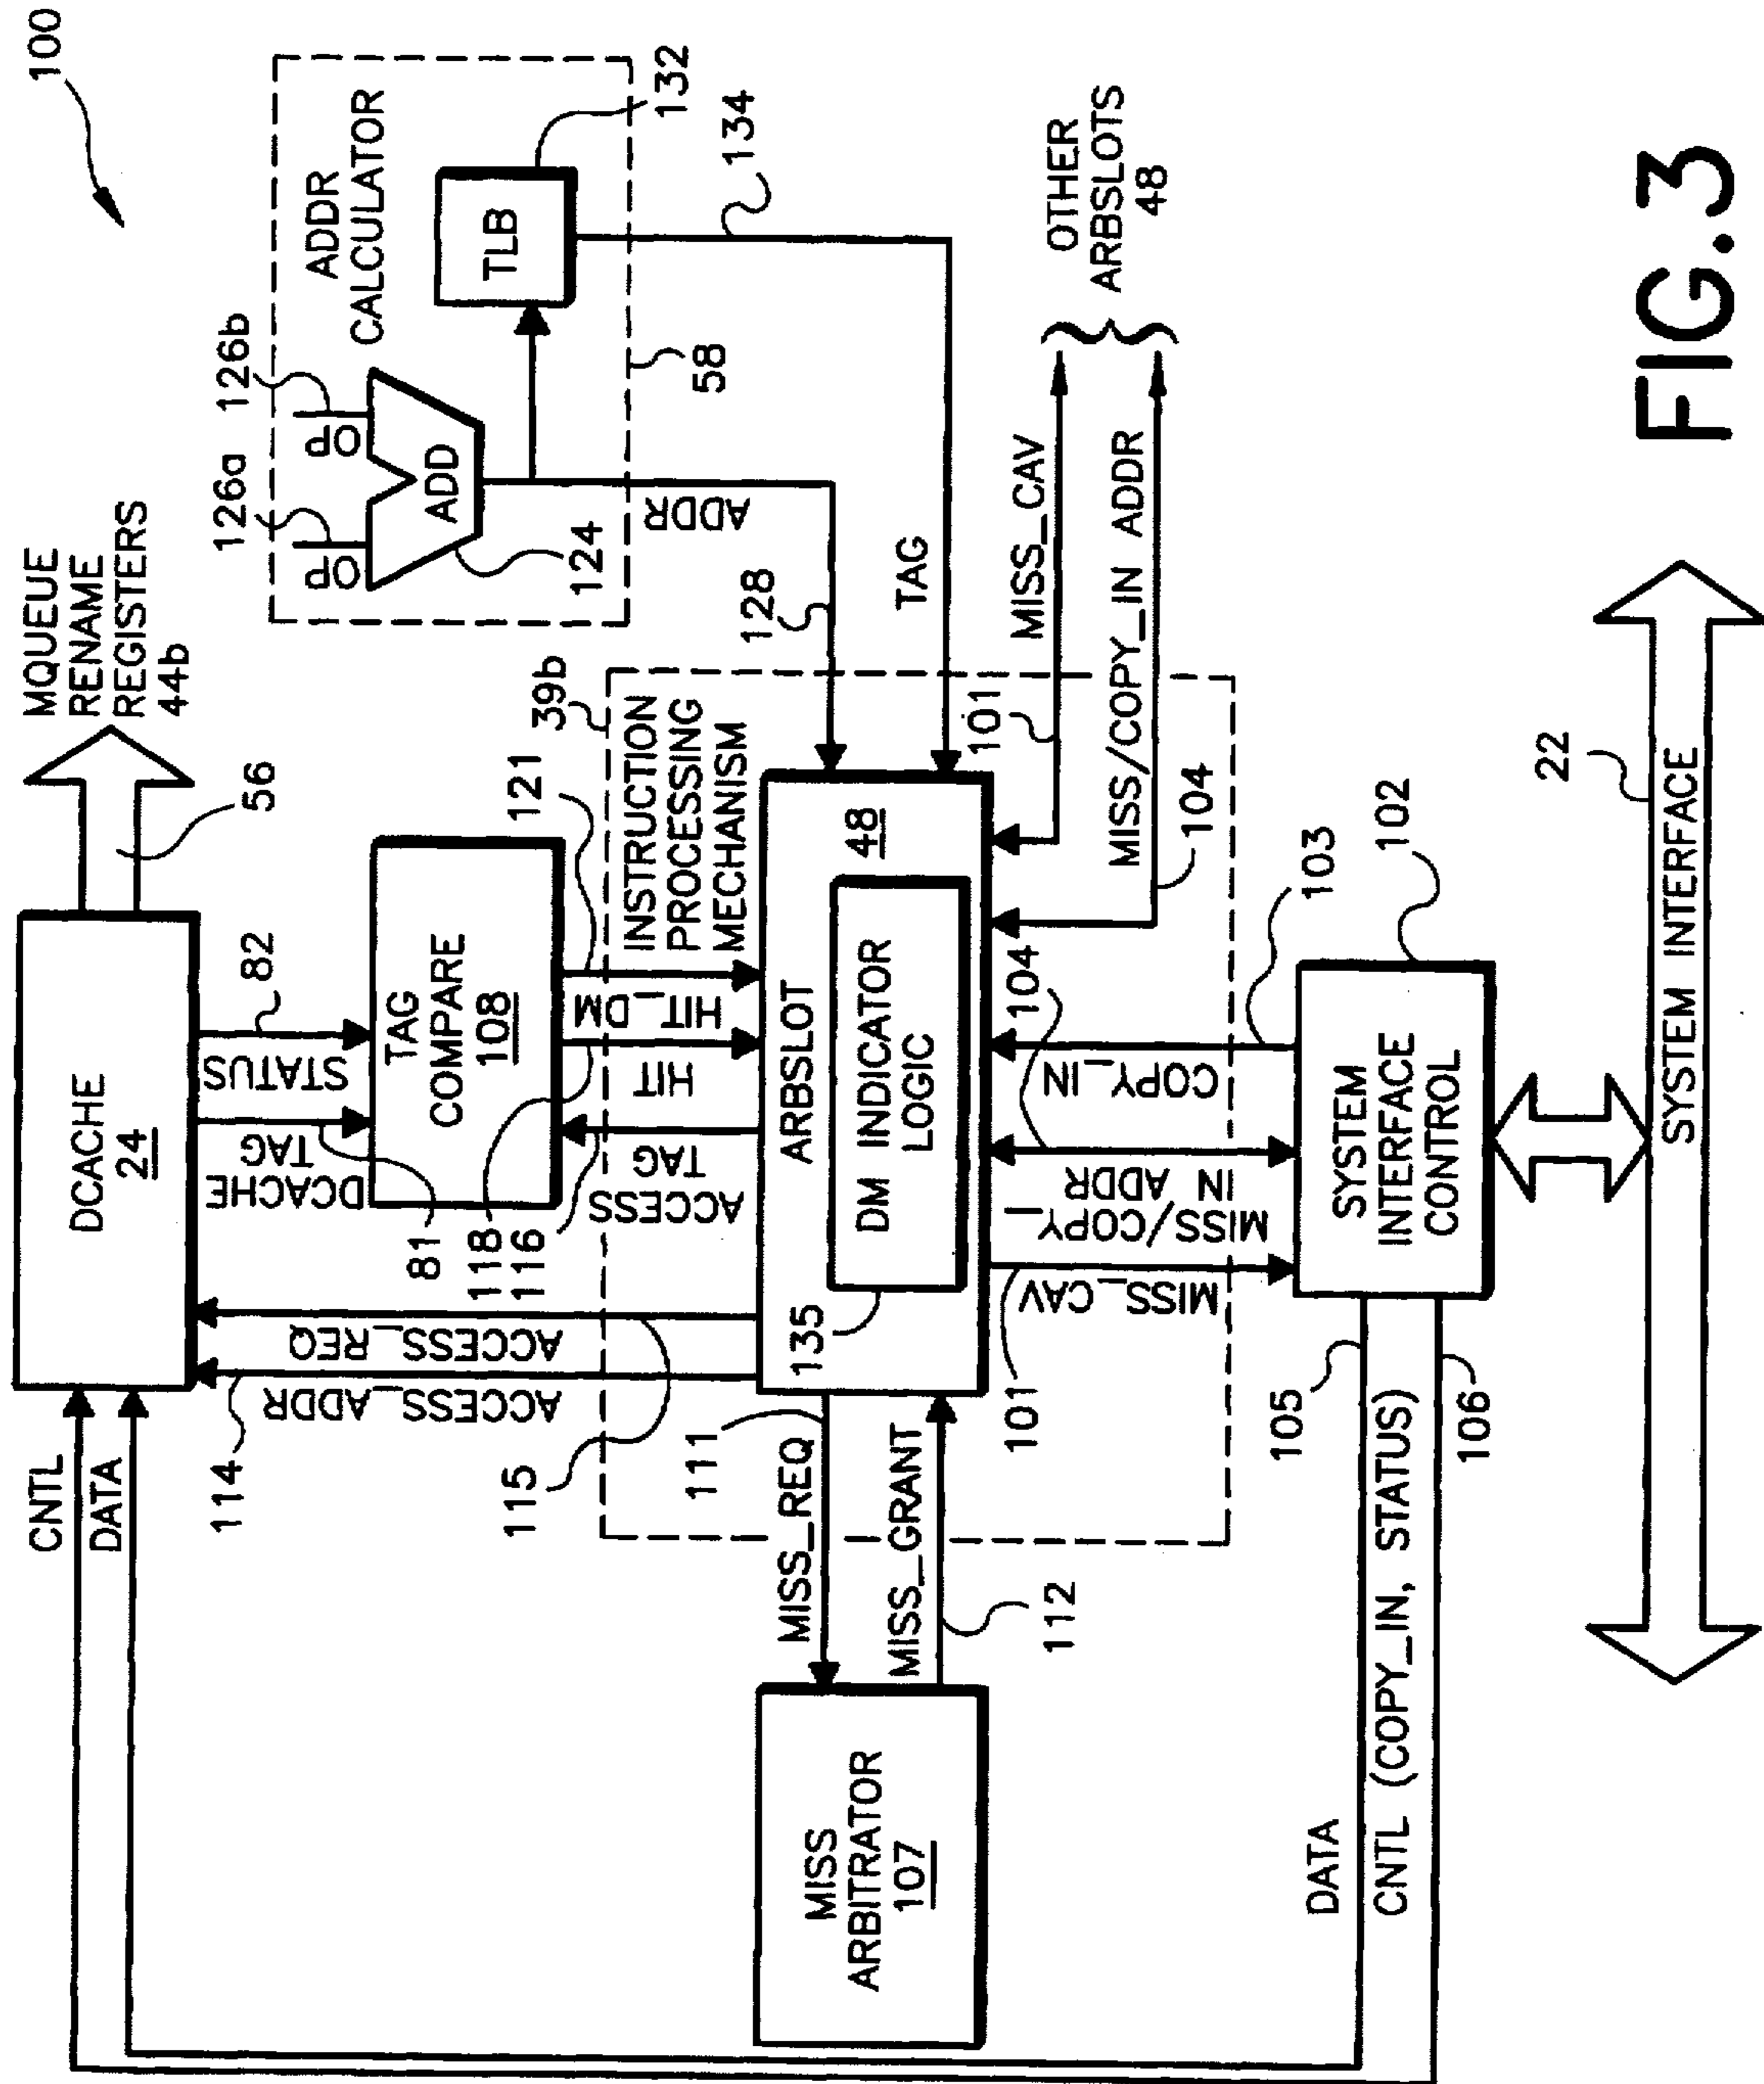 100
MQUEUE
RENAME
REGISTERS
44b
126a
126b
OP
OP
ADDR
CALCULATOR
ADD
TLB
124
58
132
134
ADDR
128
TAG
56
DCACHE
24
CNTL
DATA
STATUS
82
DCACHE
TAG
81
TAG
COMPARE
108
114
ACCESS_ADDR
ACCESS_REQ
115
118
116
ACCESS
TAG
HIT
HIT_DM
121
39b
INSTRUCTION
PROCESSING
MECHANISM
ARBSLOT
48
135
DM INDICATOR
LOGIC
111
MISS_REQ
MISS_GRANT
112
MISS
ARBITRATOR
107
101
MISS_CAV
MISS/COPY_IN ADDR
104
OTHER
ARBSLOTS
48
101
MISS_CAV
MISS/COPY_
IN ADDR
104
COPY_IN
103
SYSTEM
INTERFACE
CONTROL
102
105
DATA
CNTL (COPY_IN, STATUS)
106
22
SYSTEM INTERFACE
FIG.3